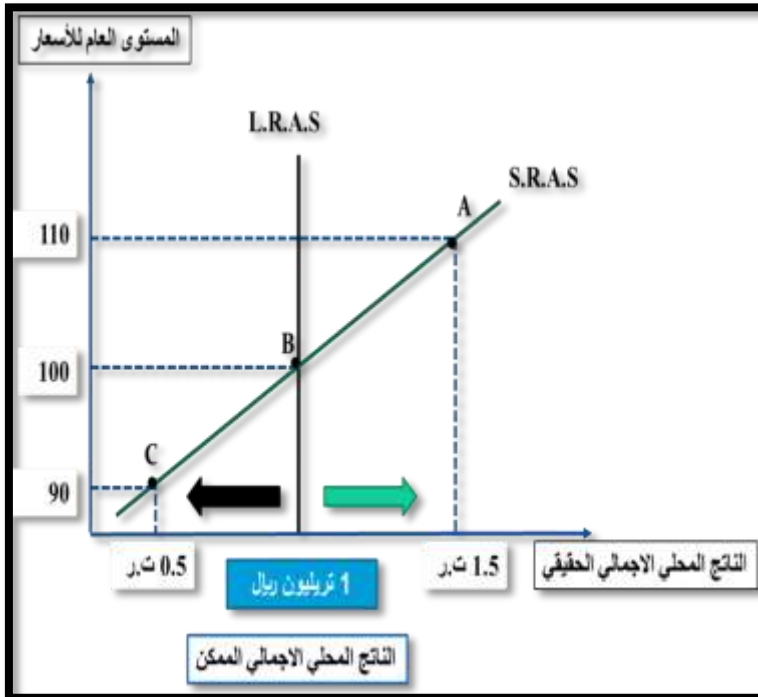 المستوى العام للأسعار
L.R.A.S
S.R.A.S
A
110
B
100
C
90
0.5 ت.ر
1 تريليون ريال
1.5 ت.ر
الناتج المحلي الاجمالي الحقيقي
الناتج المحلي الاجمالي الممكن